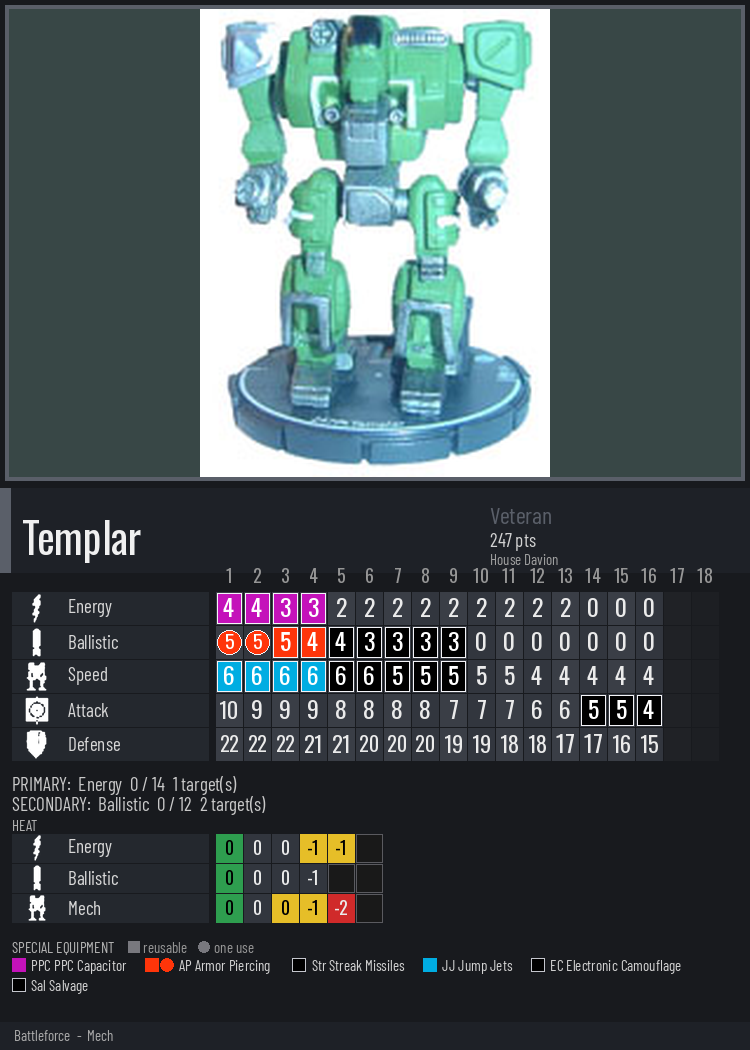 Templar
Veteran
247 pts
House Davion
1 2 3 4 5 6 7 8 9 10 11 12 13 14 15 16 17 18
Energy 4 4 3 3 2 2 2 2 2 2 2 2 2 0 0 0
Ballistic 5 5 5 4 4 3 3 3 3 0 0 0 0 0 0 0
Speed 6 6 6 6 6 6 5 5 5 5 5 4 4 4 4 4
Attack 10 9 9 9 8 8 8 8 7 7 7 6 6 5 5 4
Defense 22 22 22 21 21 20 20 20 19 19 18 18 17 17 16 15
PRIMARY: Energy 0 / 14 1 target(s)
SECONDARY: Ballistic 0 / 12 2 target(s)
HEAT
Energy 0 0 0 -1 -1
Ballistic 0 0 0 -1
Mech 0 0 0 -1 -2
SPECIAL EQUIPMENT reusable one use
PPC PPC Capacitor AP Armor Piercing Str Streak Missiles JJ Jump Jets EC Electronic Camouflage
Sal Salvage
Battleforce - Mech